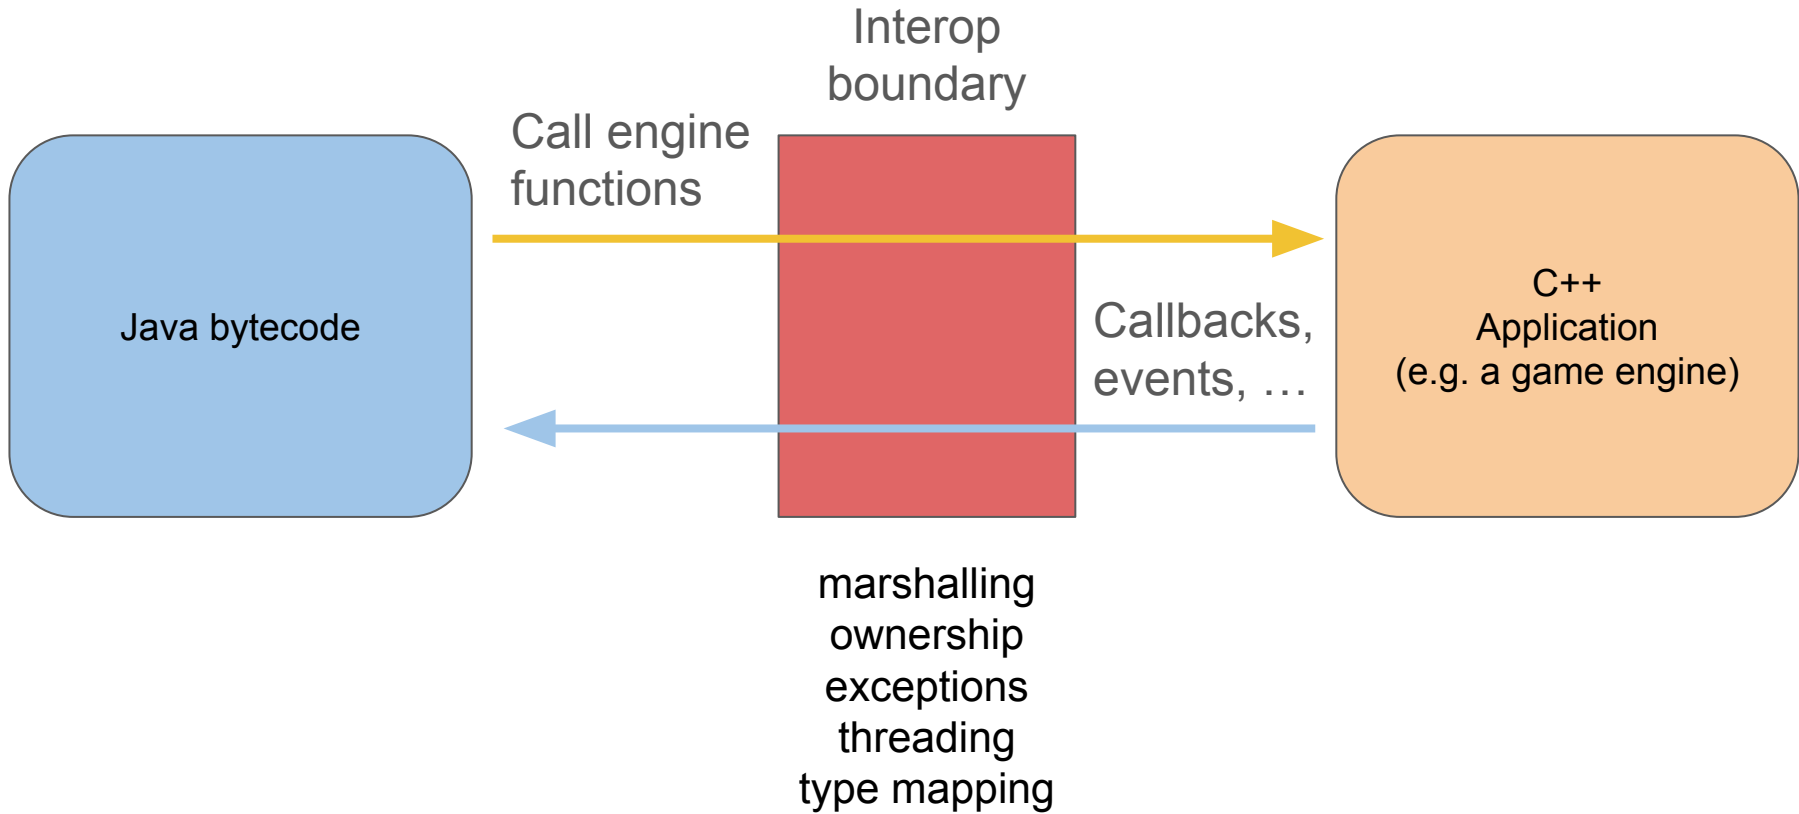 Interop
boundary
Call engine
functions
Java bytecode
Callbacks,
events, …
C++
Application
(e.g. a game engine)
marshalling
ownership
exceptions
threading
type mapping